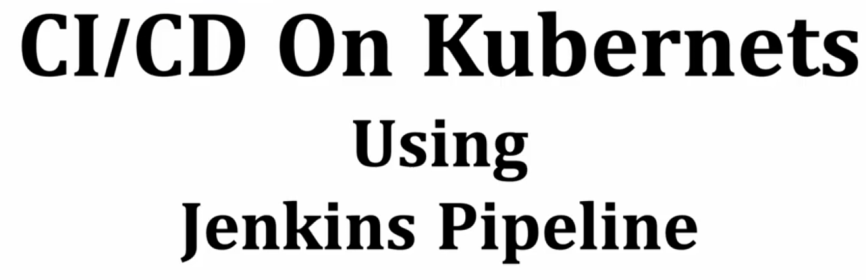 CI/CD On Kubernets
Using
Jenkins Pipeline